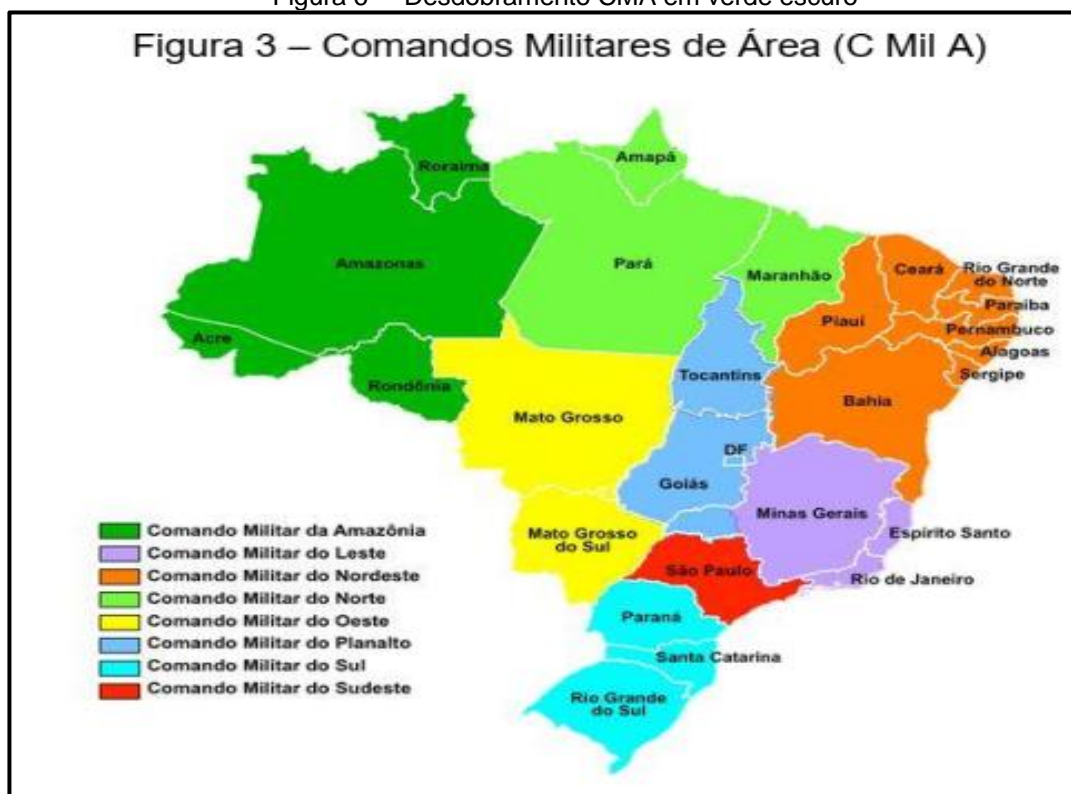 Desdobramento CMA em verde escuro
Figura 3 – Comandos Militares de Área (C Mil A)
Roraima
Amapá
Amazonas
Pará
Maranhão
Ceará
Rio Grande
do Norte
Paraiba
Piauí
Pernambuco
Acre
Alagoas
Rondônia
Tocantins
Sergipe
Bahia
Mato Grosso
DF
Goiás
Minas Gerais
Mato Grosso
do Sul
Espírito Santo
São Paulo
Rio de Janeiro
Paraná
Santa Catarina
Rio Grande
do Sul
Comando Militar da Amazônia
Comando Militar do Leste
Comando Militar do Nordeste
Comando Militar do Norte
Comando Militar do Oeste
Comando Militar do Planalto
Comando Militar do Sul
Comando Militar do Sudeste